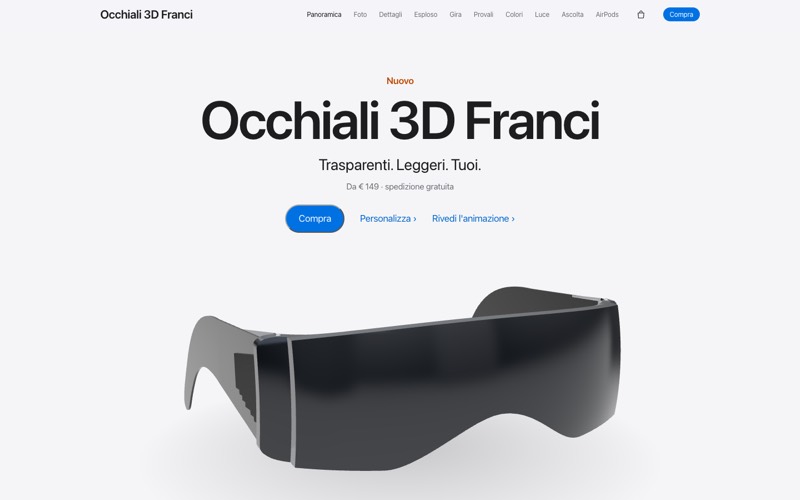 Occhiali 3D Franci
Panoramica Foto Dettagli Esploso Gira Provali Colori Luce Ascolta AirPods Compra
Nuovo
Occhiali 3D Franci
Trasparenti. Leggeri. Tuoi.
Da € 149 · spedizione gratuita
Compra Personalizza › Rivedi l'animazione ›